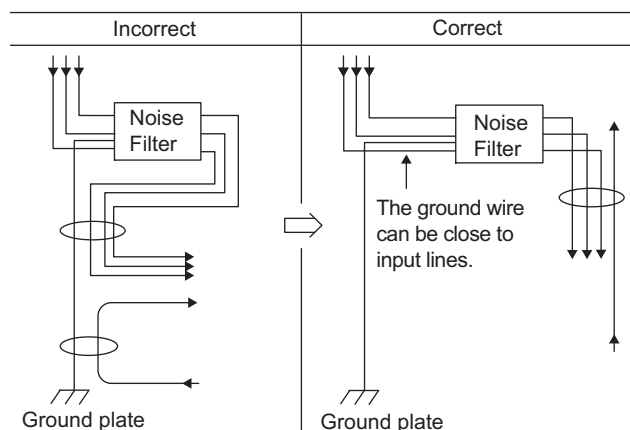 Incorrect
Correct
Noise
Filter
Ground plate
Noise
Filter
The ground wire
can be close to
input lines.
Ground plate